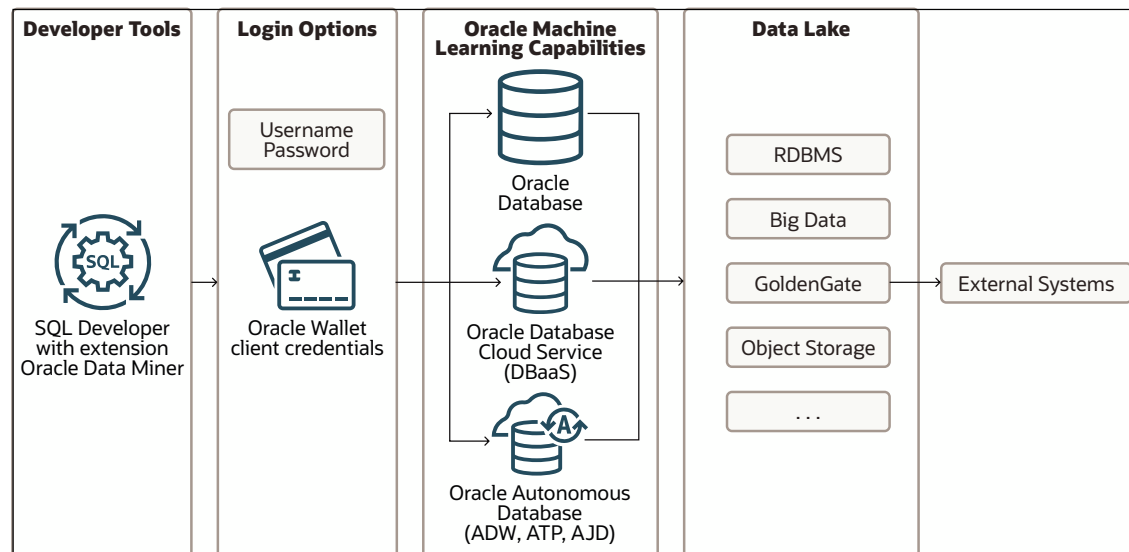 Developer Tools
SQL
SQL Developer
with extension
Oracle Data Miner
Login Options
Username
Password
Oracle Wallet
client credentials
Oracle Machine
Learning Capabilities
Oracle
Database
Oracle Database
Cloud Service
(DBaaS)
A
Oracle Autonomous
Database
(ADW, ATP, AJD)
Data Lake
RDBMS
Big Data
GoldenGate
Object Storage
...
External Systems